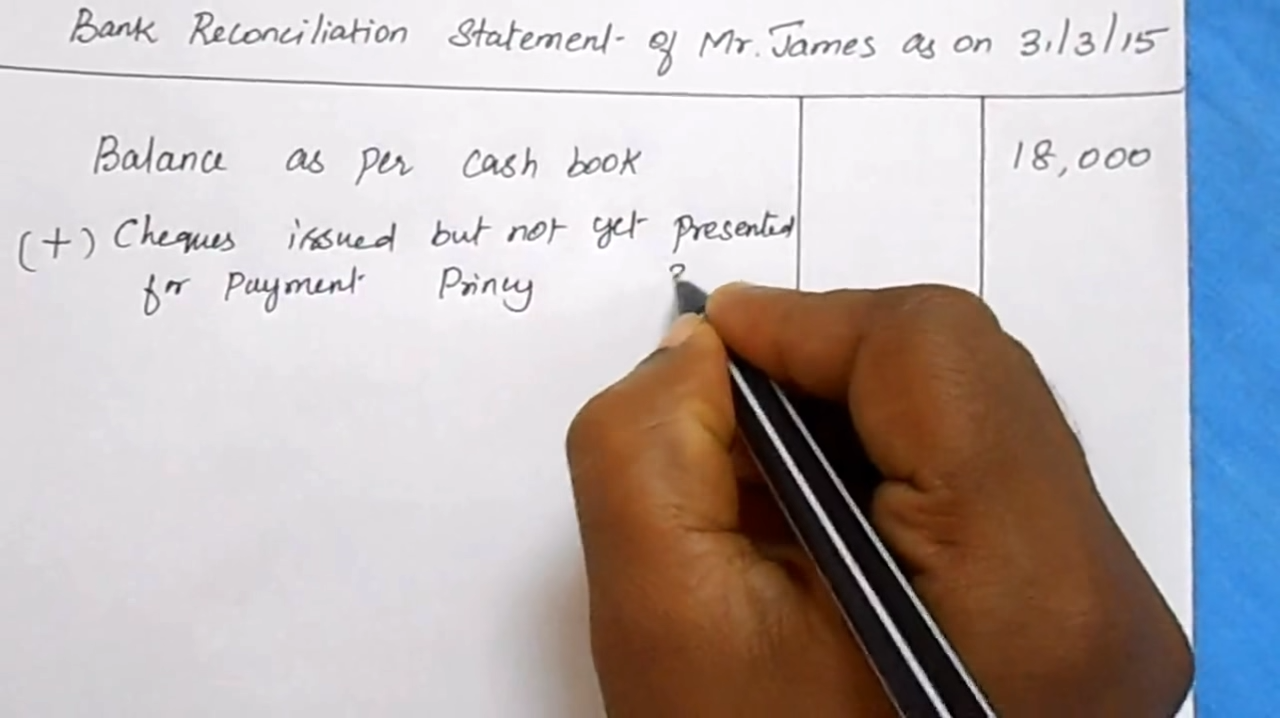 Bank Reconciliation Statement of Mr. James as on 31/3/15
Balance as per cash book 18,000
(+) Cheques issued but not yet presented
for Payment Princy